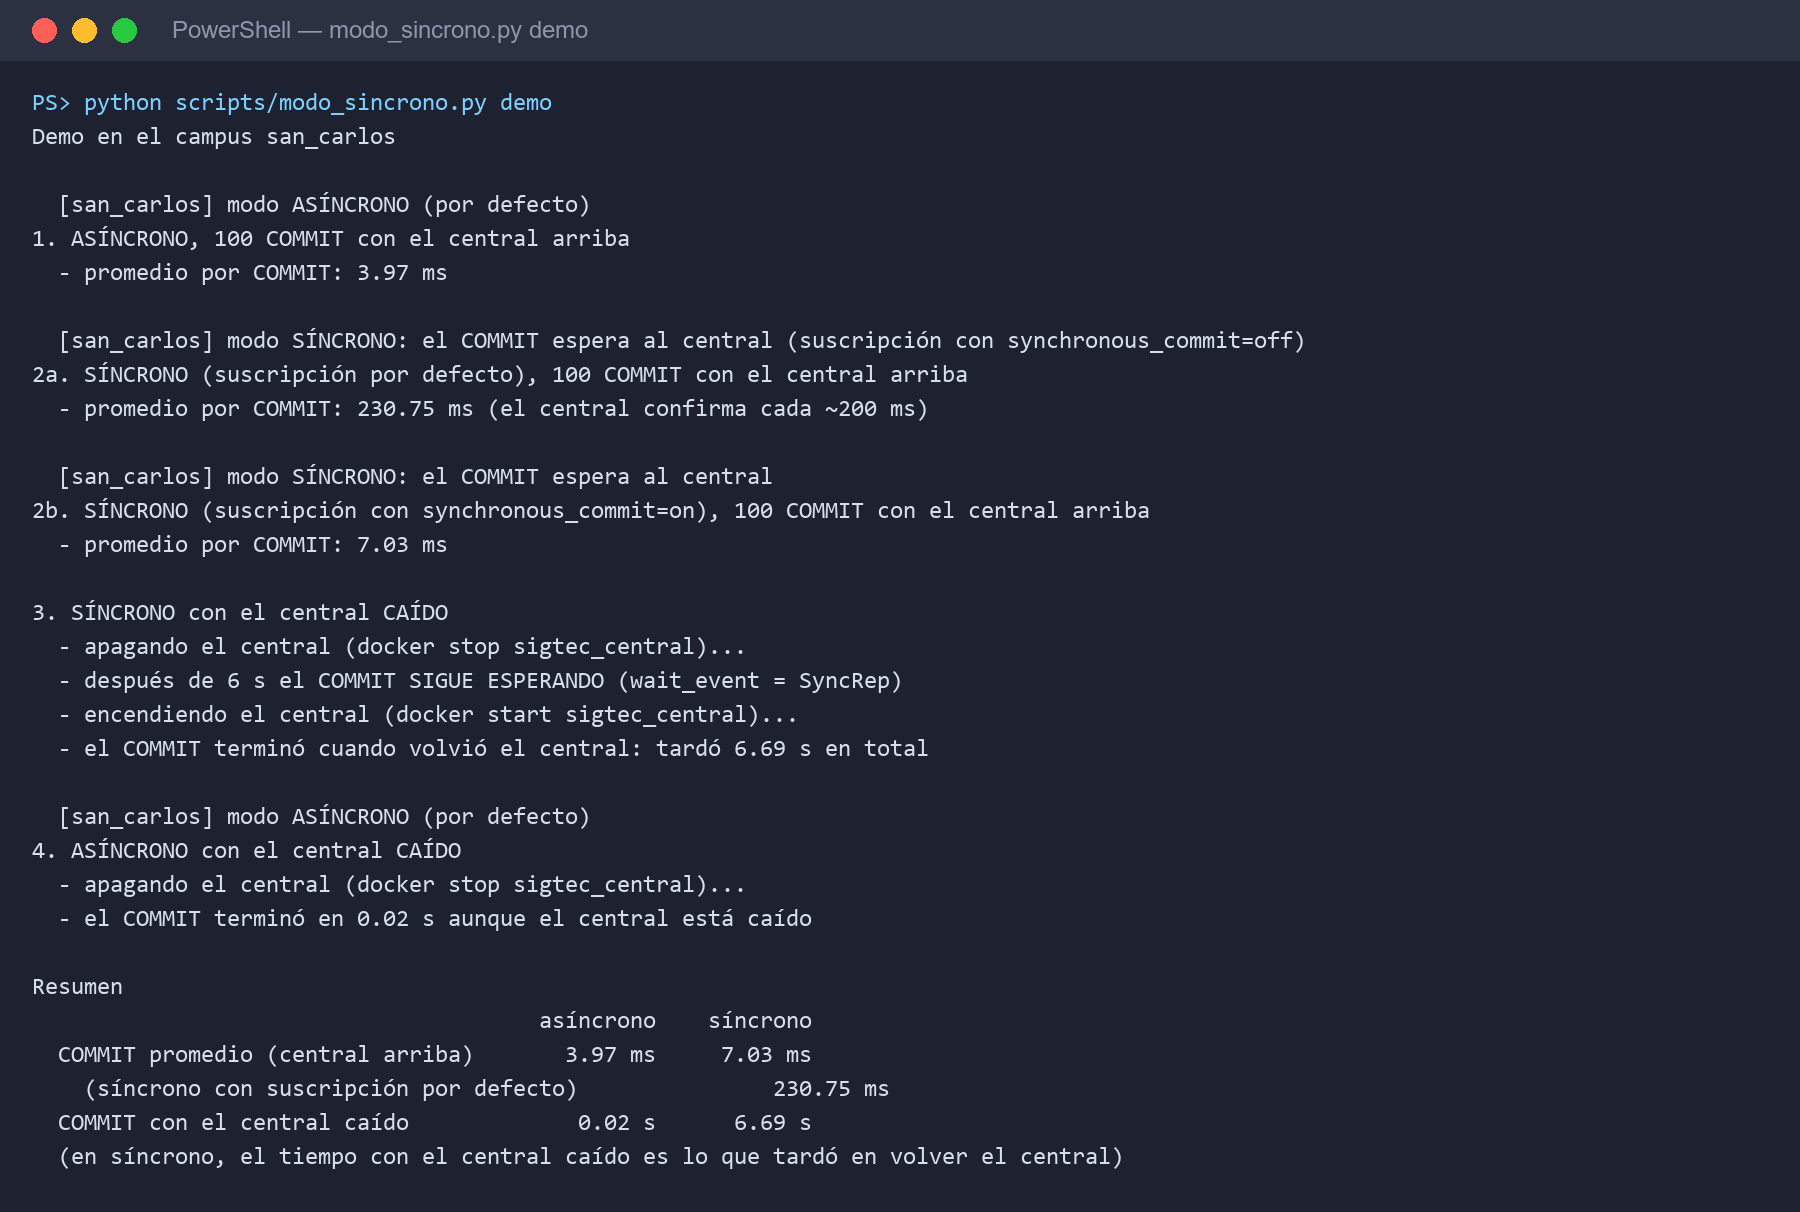 PowerShell — modo_sincrono.py demo
PS> python scripts/modo_sincrono.py demo
Demo en el campus san_carlos
[san_carlos] modo ASÍNCRONO (por defecto)
1. ASÍNCRONO, 100 COMMIT con el central arriba
- promedio por COMMIT: 3.97 ms
[san_carlos] modo SÍNCRONO: el COMMIT espera al central (suscripción con synchronous_commit=off)
2a. SÍNCRONO (suscripción por defecto), 100 COMMIT con el central arriba
- promedio por COMMIT: 230.75 ms (el central confirma cada ~200 ms)
[san_carlos] modo SÍNCRONO: el COMMIT espera al central
2b. SÍNCRONO (suscripción con synchronous_commit=on), 100 COMMIT con el central arriba
- promedio por COMMIT: 7.03 ms
3. SÍNCRONO con el central CAÍDO
- apagando el central (docker stop sigtec_central)...
- después de 6 s el COMMIT SIGUE ESPERANDO (wait_event = SyncRep)
- encendiendo el central (docker start sigtec_central)...
- el COMMIT terminó cuando volvió el central: tardó 6.69 s en total
[san_carlos] modo ASÍNCRONO (por defecto)
4. ASÍNCRONO con el central CAÍDO
- apagando el central (docker stop sigtec_central)...
- el COMMIT terminó en 0.02 s aunque el central está caído
Resumen
asíncrono síncrono
COMMIT promedio (central arriba) 3.97 ms 7.03 ms
(síncrono con suscripción por defecto) 230.75 ms
COMMIT con el central caído 0.02 s 6.69 s
(en síncrono, el tiempo con el central caído es lo que tardó en volver el central)